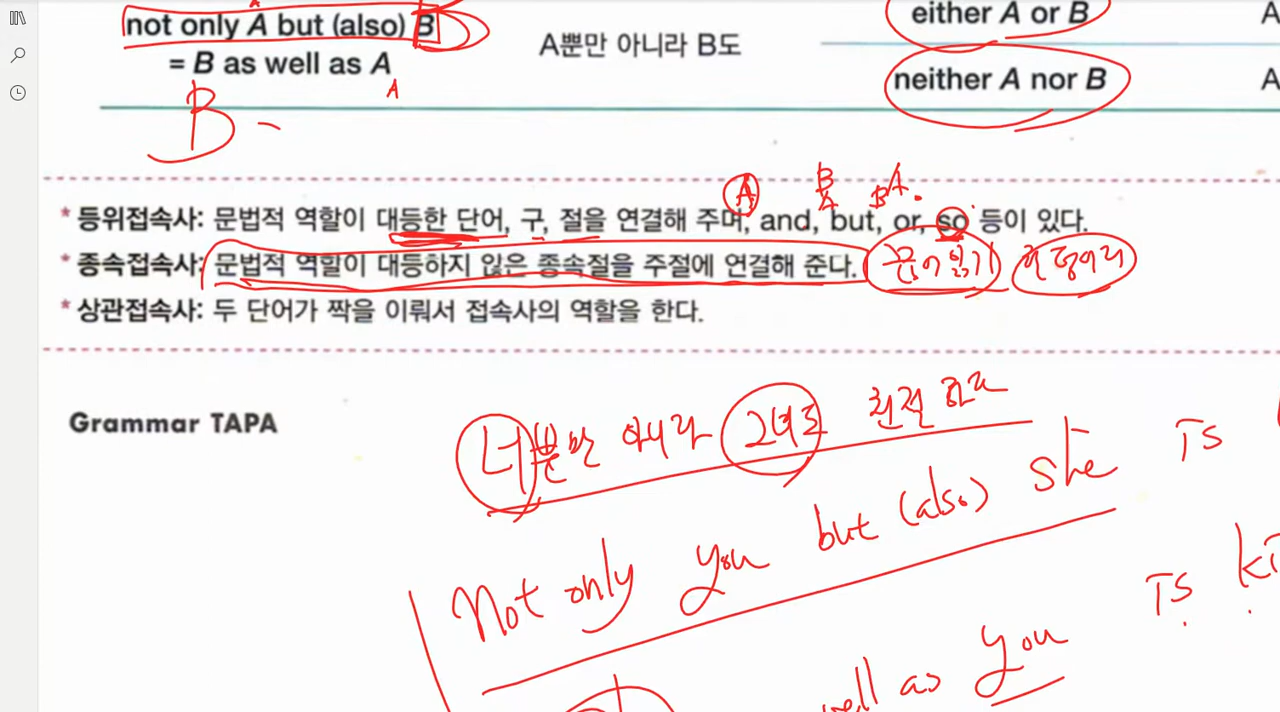 not only A but (also) B
either A or B
A
A뿐만 아니라 B도
= B as well as A
neither A nor B
A
A
B -
A
B
A
B A.
* 등위접속사: 문법적 역할이 대등한 단어, 구, 절을 연결해 주며, and, but, or, so 등이 있다.
* 종속접속사: 문법적 역할이 대등하지 않은 종속절을 주절에 연결해 준다. 끊어 읽기
* 상관접속사: 두 단어가 짝을 이뤄서 접속사의 역할을 한다.
Grammar TAPA
너뿐만 아니라 그녀도 친절하다
Not only you but (also) she is
well as you is ki